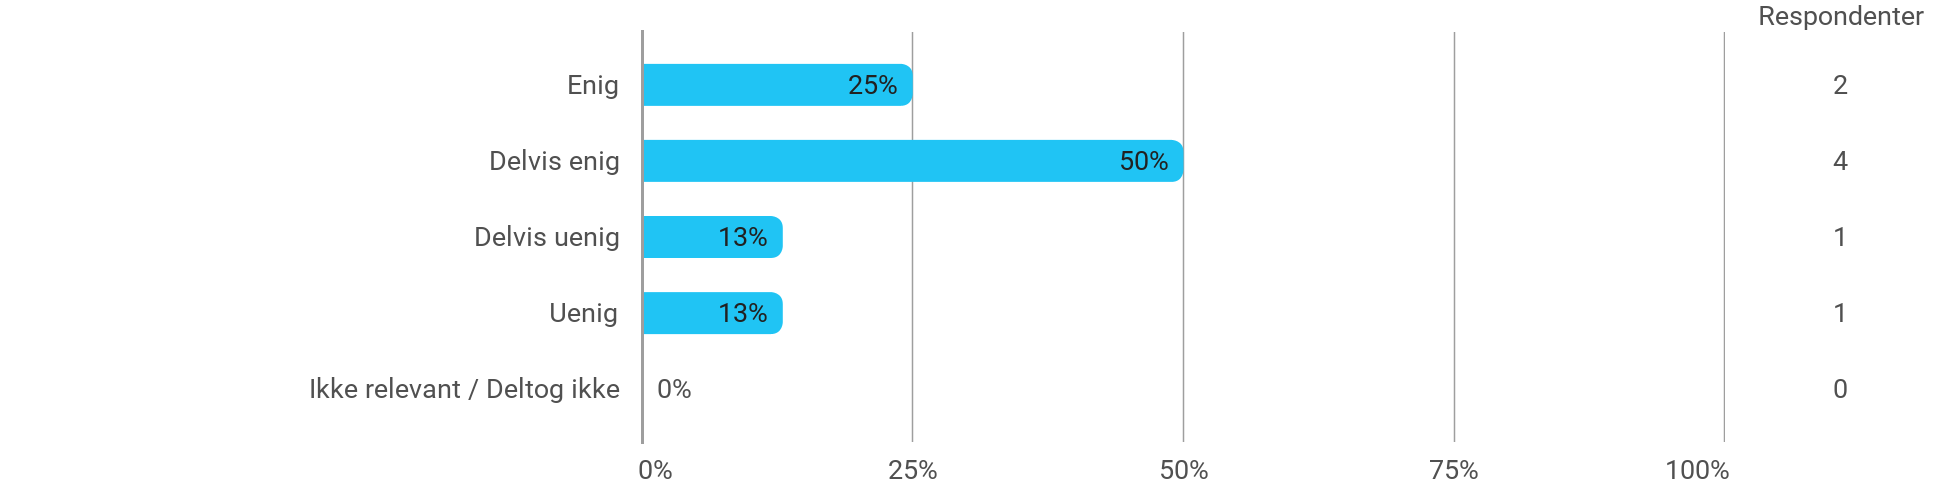 Respondenter
Enig 25% 2
Delvis enig 50% 4
Delvis uenig 13% 1
Uenig 13% 1
Ikke relevant / Deltog ikke 0% 0
0% 25% 50% 75% 100%